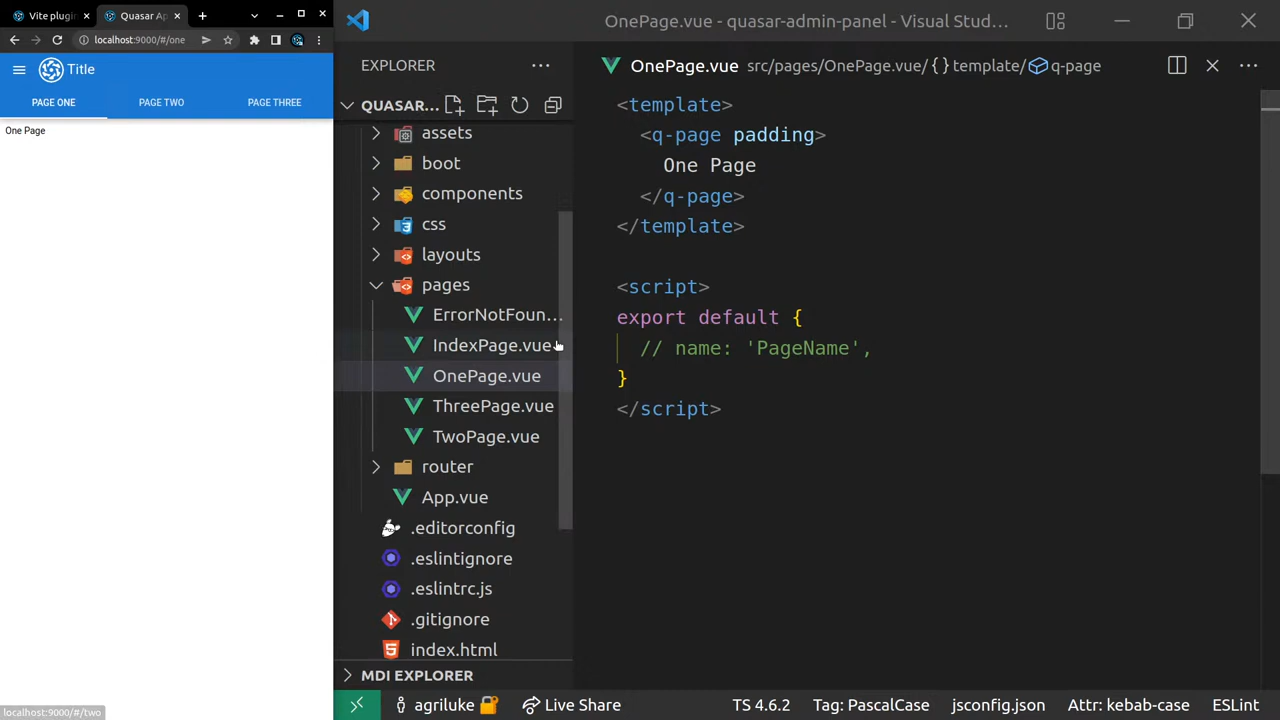 Vite plugin
Quasar Ap
localhost:9000/#/one
Title
PAGE ONE
PAGE TWO
PAGE THREE
One Page
localhost:9000/#/two
OnePage.vue - quasar-admin-panel - Visual Stud...
EXPLORER
QUASAR...
assets
boot
components
css
layouts
pages
ErrorNotFoun...
IndexPage.vue
OnePage.vue
ThreePage.vue
TwoPage.vue
router
App.vue
.editorconfig
.eslintignore
.eslintrc.js
.gitignore
index.html
MDI EXPLORER
OnePage.vue src/pages/OnePage.vue/{} template/ q-page
<template>
<q-page padding>
One Page
</q-page>
</template>
<script>
export default {
// name: 'PageName',
}
</script>
agriluke Live Share TS 4.6.2 Tag: PascalCase jsconfig.json Attr: kebab-case ESLint